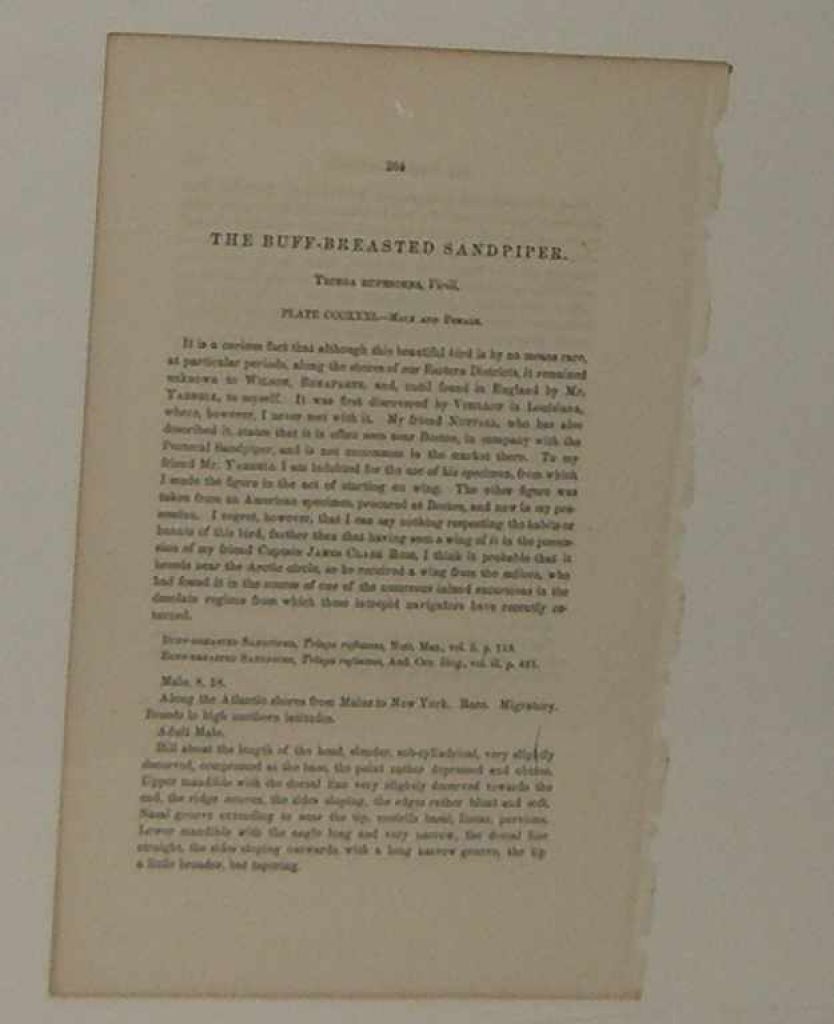 264
THE BUFF-BREASTED SANDPIPER.
Tringa rufescens, Vieill.
PLATE CCCXXXI.—Male and Female.
It is a curious fact that although this beautiful bird is by no means rare,
at particular periods, along the shores of our Eastern Districts, it remained
unknown to Wilson, Bonaparte, and, until found in England by Mr.
Yarrell, to myself. It was first discovered by Vieillot in Louisiana,
where, however, I never met with it. My friend Nuttall, who has also
described it, states that it is often seen near Boston, in company with the
Pectoral Sandpiper, and is not uncommon in the market there. To my
friend Mr. Yarrell I am indebted for the use of his specimen, from which
I made the figure in the act of starting on wing. The other figure was
taken from an American specimen, procured at Boston, and now in my pos-
session. I regret, however, that I can say nothing respecting the habits or
haunts of this bird, farther than that having seen a wing of it in the posses-
sion of my friend Captain James Clark Ross, I think it probable that it
breeds near the Arctic circle, as he received a wing from the natives, who
had found it in the course of one of the numerous inland excursions in the
desolate regions from which those intrepid navigators have recently re-
turned.
Buff-breasted Sandpiper, Tringa rufescens, Nutt. Man., vol. ii. p. 113.
Buff-breasted Sandpiper, Tringa rufescens, Aud. Orn. Biog., vol. iii. p. 451.
Male, 8, 18.
Along the Atlantic shores from Maine to New York. Rare. Migratory.
Breeds in high northern latitudes.
Adult Male.
Bill about the length of the head, slender, sub-cylindrical, very slightly
decurved, compressed at the base, the point rather depressed and obtuse.
Upper mandible with the dorsal line very slightly decurved towards the
end, the ridge convex, the sides sloping, the edges rather blunt and soft.
Nasal groove extending to near the tip, nostrils basal, linear, pervious.
Lower mandible with the angle long and very narrow, the dorsal line
straight, the sides sloping outwards with a long narrow groove, the tip
a little broader, but tapering.